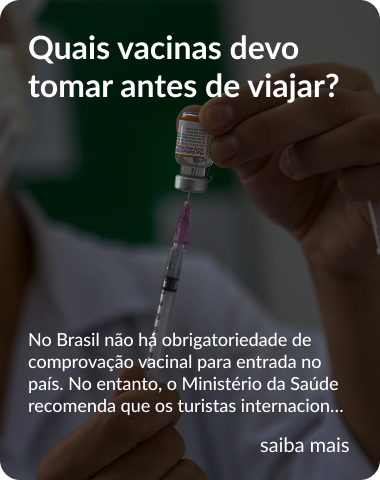 Quais vacinas devo
tomar antes de viajar?
No Brasil não há obrigatoriedade de
comprovação vacinal para entrada no
país. No entanto, o Ministério da Saúde
recomenda que os turistas internacion...
saiba mais